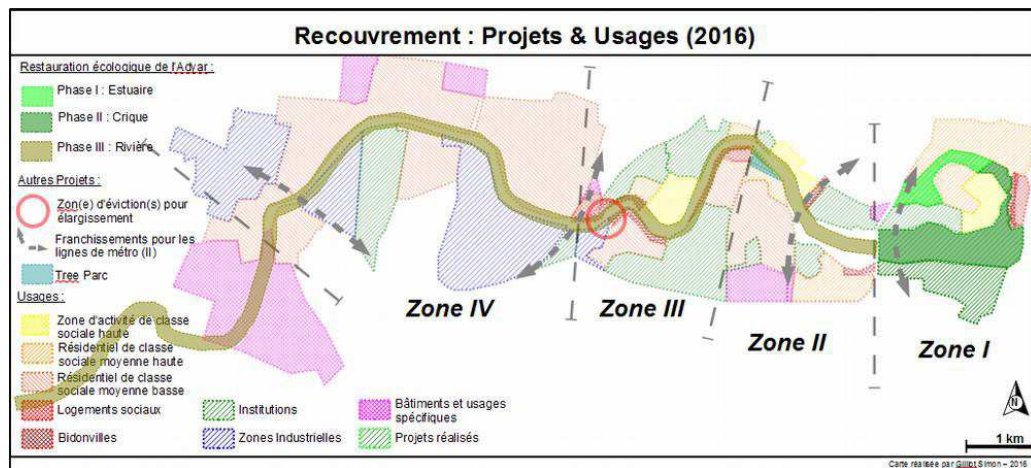 Recouvrement : Projets & Usages (2016)
Restauration écologique de l'Adyar :
Phase I : Estuaire
Phase II : Crique
Phase III : Rivière
Autres Projets :
Zon(e) d'éviction(s) pour
élargissement
Franchissements pour les
lignes de métro (II)
Tree Parc
Usages :
Zone d'activité de classe
sociale haute
Résidentiel de classe
sociale moyenne haute
Résidentiel de classe
sociale moyenne basse
Logements sociaux
Bidonvilles
Institutions
Zones Industrielles
Bâtiments et usages
spécifiques
Projets réalisés
Zone IV
Zone III
Zone II
Zone I
N
1 km
Carte réalisée par Gillot Simon – 2016